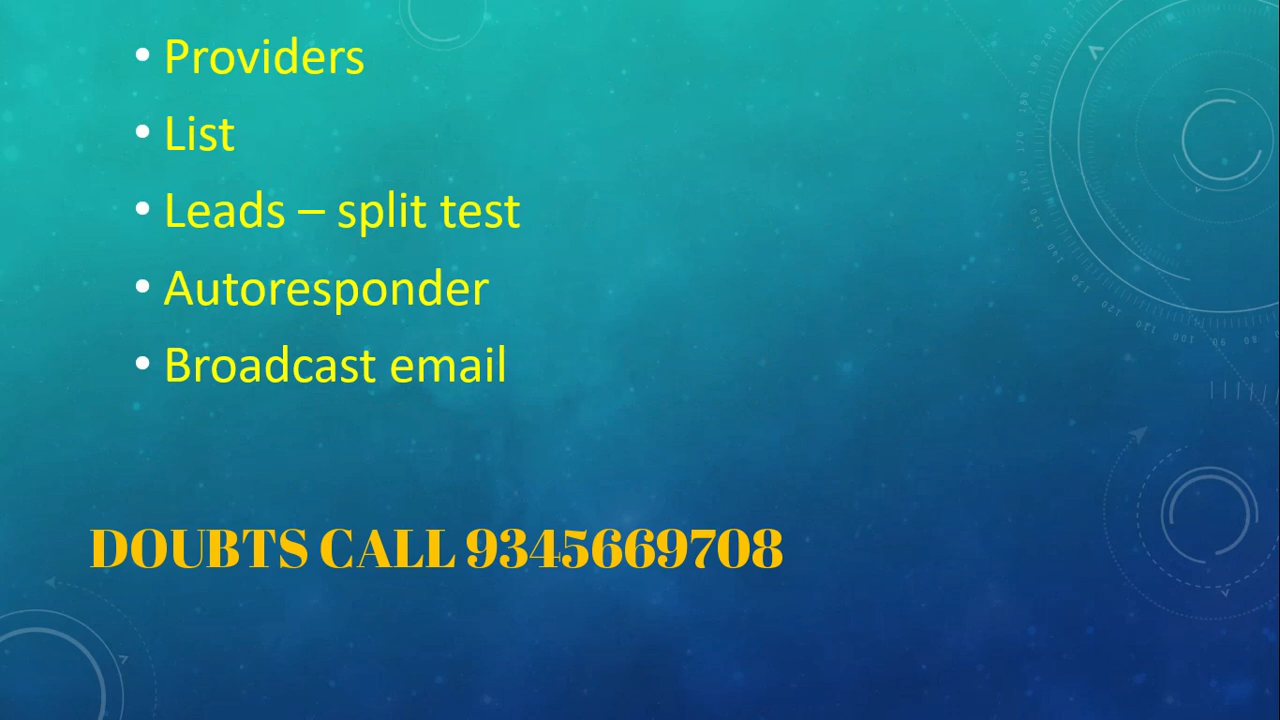 • Providers
• List
• Leads – split test
• Autoresponder
• Broadcast email
DOUBTS CALL 9345669708